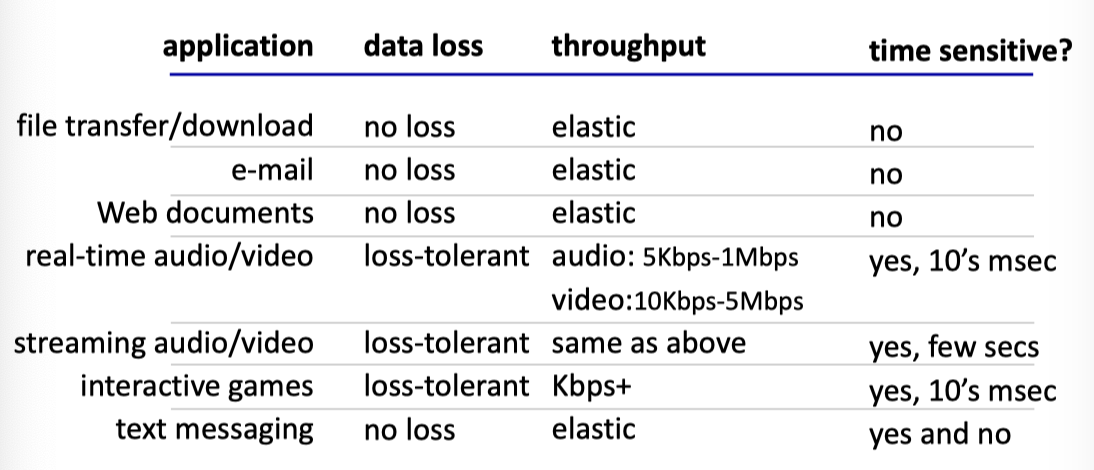 application data loss throughput time sensitive?
file transfer/download no loss elastic no
e-mail no loss elastic no
Web documents no loss elastic no
real-time audio/video loss-tolerant audio: 5Kbps-1Mbps yes, 10’s msec
video:10Kbps-5Mbps
streaming audio/video loss-tolerant same as above yes, few secs
interactive games loss-tolerant Kbps+ yes, 10’s msec
text messaging no loss elastic yes and no